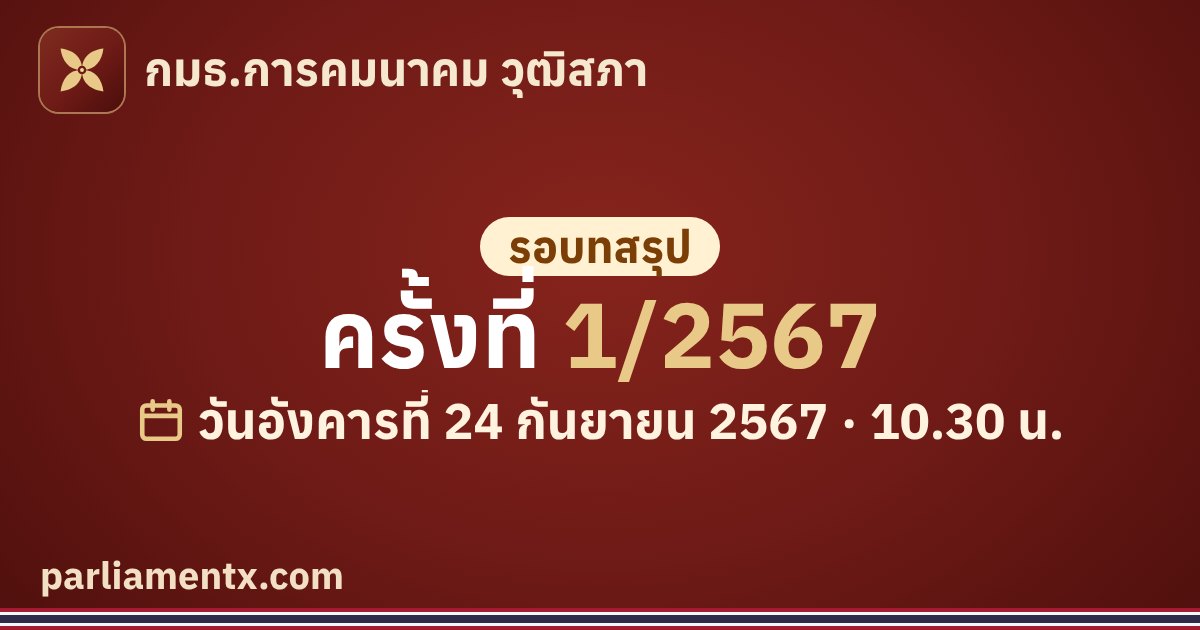 กมธ.การคมนาคม วุฒิสภา
รอบทสรุป
ครั้งที่ 1/2567
วันอังคารที่ 24 กันยายน 2567 · 10.30 น.
parliamentx.com